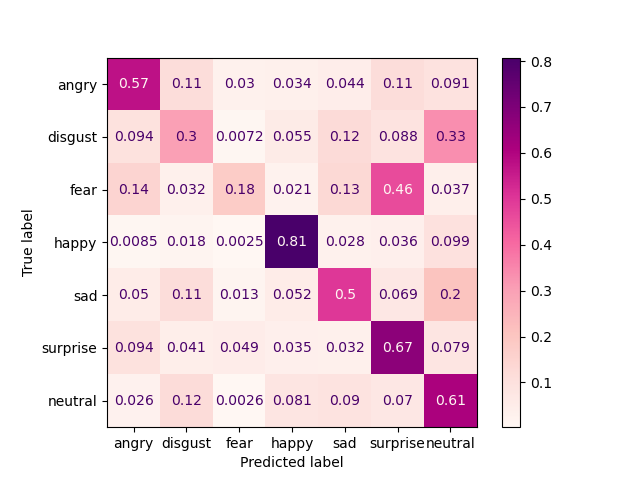 angry 0.57 0.11 0.03 0.034 0.044 0.11 0.091
disgust 0.094 0.3 0.0072 0.055 0.12 0.088 0.33
fear 0.14 0.032 0.18 0.021 0.13 0.46 0.037
happy 0.0085 0.018 0.0025 0.81 0.028 0.036 0.099
sad 0.05 0.11 0.013 0.052 0.5 0.069 0.2
surprise 0.094 0.041 0.049 0.035 0.032 0.67 0.079
neutral 0.026 0.12 0.0026 0.081 0.09 0.07 0.61
angry disgust fear happy sad surprise neutral
Predicted label
True label
0.8
0.7
0.6
0.5
0.4
0.3
0.2
0.1